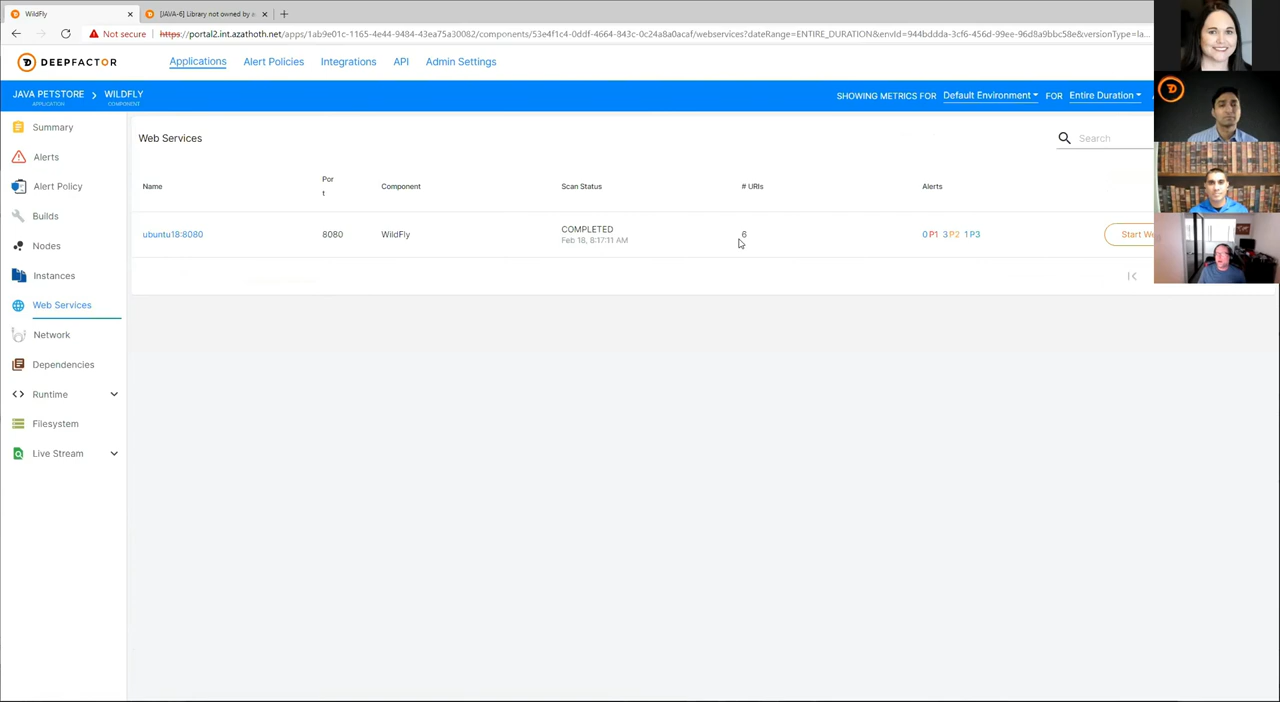 WildFly
[JAVA-6] Library not owned by a
Not secure
https://portal2.int.azathoth.net/apps/1ab9e01c-1165-4e44-9484-43ea75a30082/components/53e4f1c4-0ddf-4664-843c-0c24a8a0acaf/webservices?dateRange=ENTIRE_DURATION&envId=944bddda-3cf6-456d-99ee-96d8a9bbc58e&versionType=la...
DEEPFACTOR
Applications
Alert Policies
Integrations
API
Admin Settings
JAVA PETSTORE
APPLICATION
WILDFLY
COMPONENT
SHOWING METRICS FOR Default Environment FOR Entire Duration
Summary
Alerts
Alert Policy
Builds
Nodes
Instances
Web Services
Network
Dependencies
Runtime
Filesystem
Live Stream
Web Services
Search
Name
Por
t
Component
Scan Status
# URIs
Alerts
ubuntu18:8080
8080
WildFly
COMPLETED
Feb 18, 8:17:11 AM
6
0 P1 3 P2 1 P3
Start We